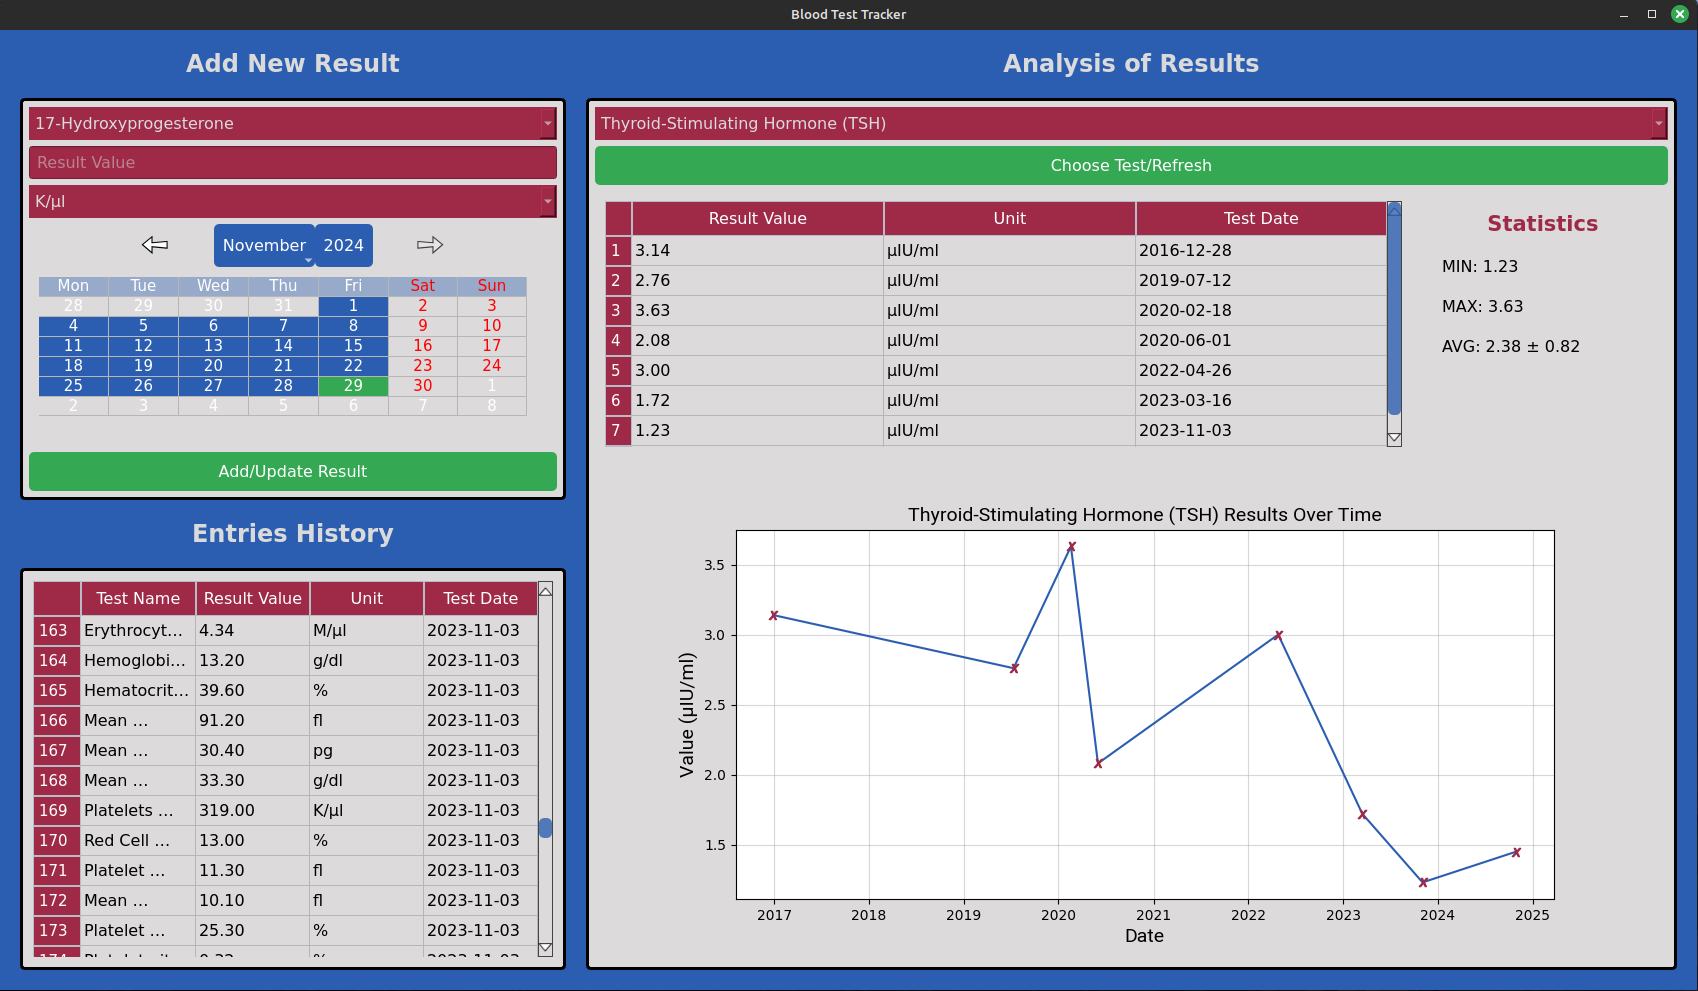 Blood Test Tracker
Add New Result
17-Hydroxyprogesterone
Result Value
K/µl
November 2024
Mon Tue Wed Thu Fri Sat Sun
28 29 30 31 1 2 3
4 5 6 7 8 9 10
11 12 13 14 15 16 17
18 19 20 21 22 23 24
25 26 27 28 29 30 1
2 3 4 5 6 7 8
Add/Update Result
Entries History
Test Name Result Value Unit Test Date
163 Erythrocyt… 4.34 M/µl 2023-11-03
164 Hemoglobi… 13.20 g/dl 2023-11-03
165 Hematocrit… 39.60 % 2023-11-03
166 Mean … 91.20 fl 2023-11-03
167 Mean … 30.40 pg 2023-11-03
168 Mean … 33.30 g/dl 2023-11-03
169 Platelets … 319.00 K/µl 2023-11-03
170 Red Cell … 13.00 % 2023-11-03
171 Platelet … 11.30 fl 2023-11-03
172 Mean … 10.10 fl 2023-11-03
173 Platelet … 25.30 % 2023-11-03
Analysis of Results
Thyroid-Stimulating Hormone (TSH)
Choose Test/Refresh
Result Value Unit Test Date
1 3.14 µIU/ml 2016-12-28
2 2.76 µIU/ml 2019-07-12
3 3.63 µIU/ml 2020-02-18
4 2.08 µIU/ml 2020-06-01
5 3.00 µIU/ml 2022-04-26
6 1.72 µIU/ml 2023-03-16
7 1.23 µIU/ml 2023-11-03
Statistics
MIN: 1.23
MAX: 3.63
AVG: 2.38 ± 0.82
Thyroid-Stimulating Hormone (TSH) Results Over Time
Value (µIU/ml)
3.5
3.0
2.5
2.0
1.5
2017 2018 2019 2020 2021 2022 2023 2024 2025
Date